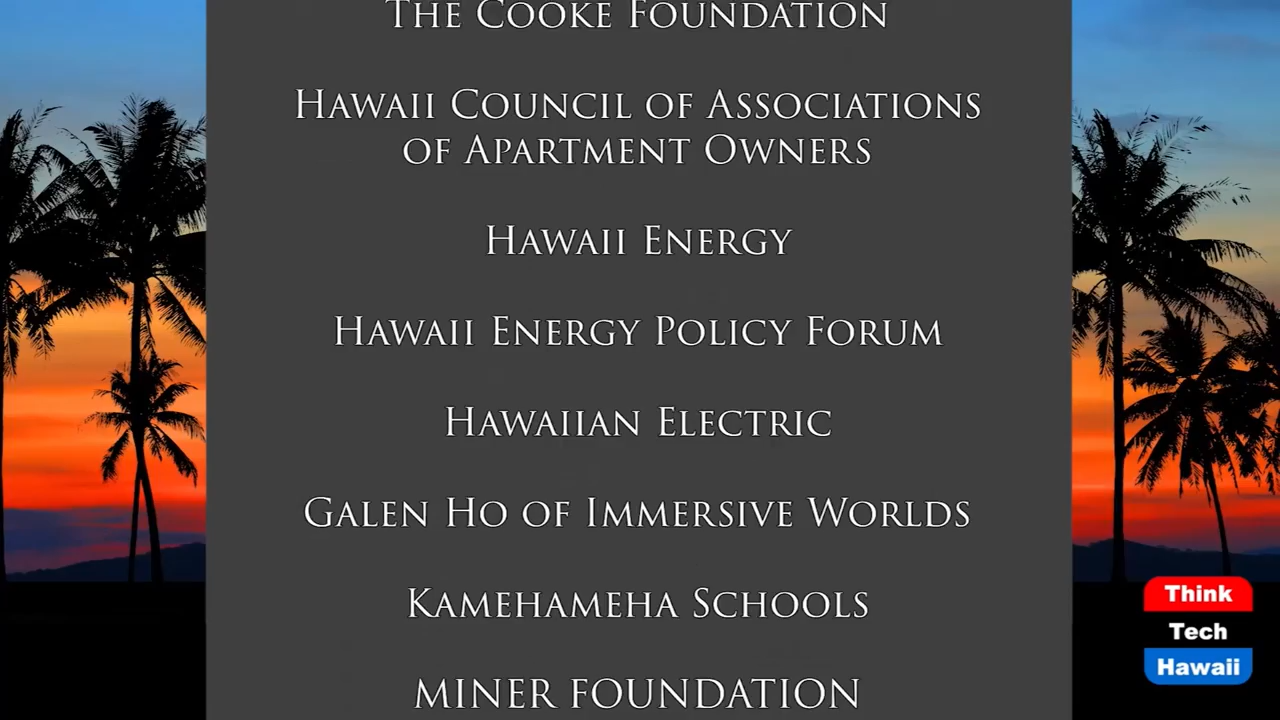 The Cooke Foundation
Hawaii Council of Associations
of Apartment Owners
Hawaii Energy
Hawaii Energy Policy Forum
Hawaiian Electric
Galen Ho of Immersive Worlds
Kamehameha Schools
MINER FOUNDATION
Think
Tech
Hawaii